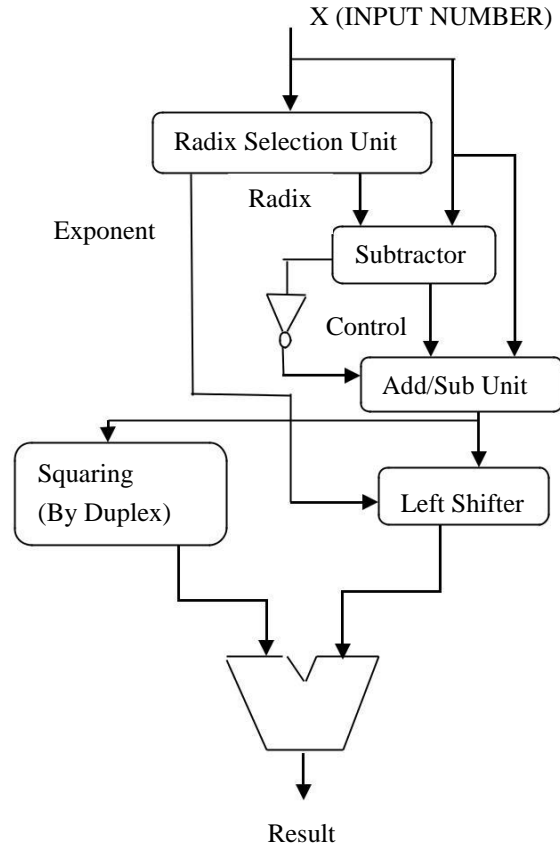 X (INPUT NUMBER)
Radix Selection Unit
Radix
Exponent
Subtractor
Control
Add/Sub Unit
Squaring
(By Duplex)
Left Shifter
Result